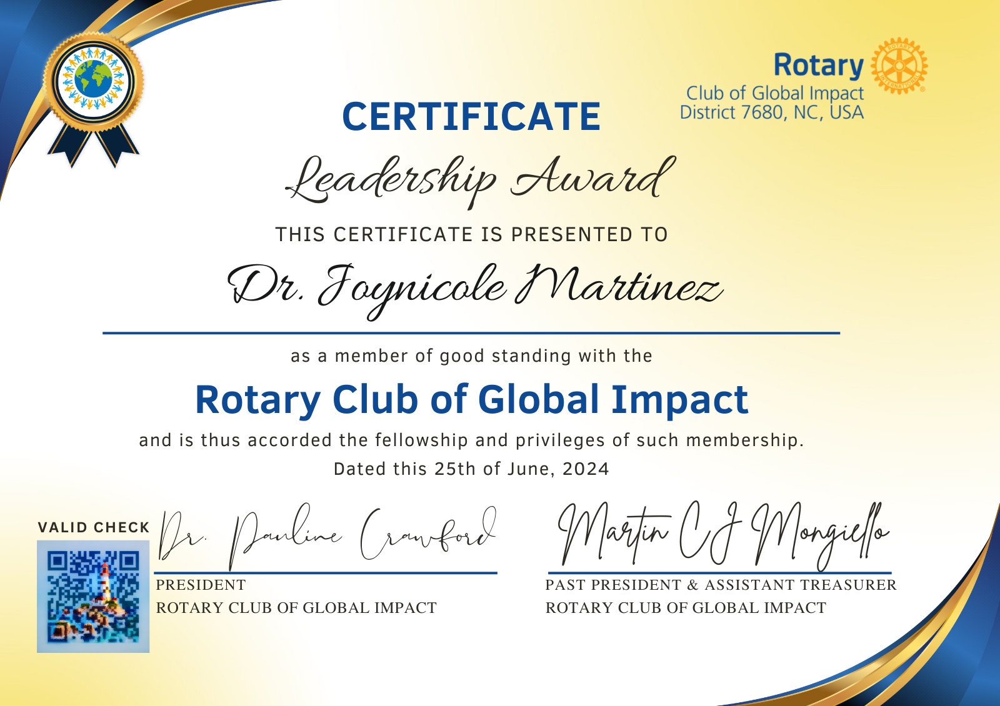 Rotary
Club of Global Impact
District 7680, NC, USA
ROTARY
INTERNATIONAL
®
CERTIFICATE
Leadership Award
THIS CERTIFICATE IS PRESENTED TO
Dr. Joynicole Martinez
as a member of good standing with the
Rotary Club of Global Impact
and is thus accorded the fellowship and privileges of such membership.
Dated this 25th of June, 2024
VALID CHECK
Dr. Pauline Crawford
PRESIDENT
ROTARY CLUB OF GLOBAL IMPACT
Martin CJ Mongiello
PAST PRESIDENT & ASSISTANT TREASURER
ROTARY CLUB OF GLOBAL IMPACT